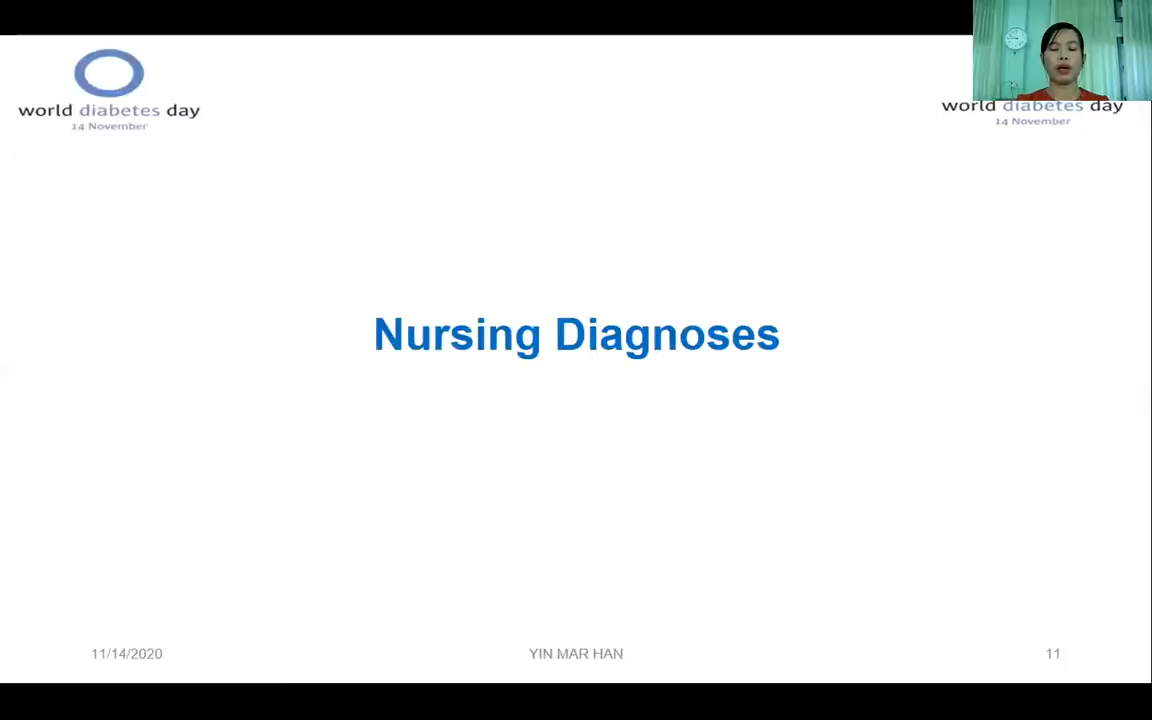 world diabetes day
14 November
world diabetes day
14 November
Nursing Diagnoses
11/14/2020
YIN MAR HAN
11